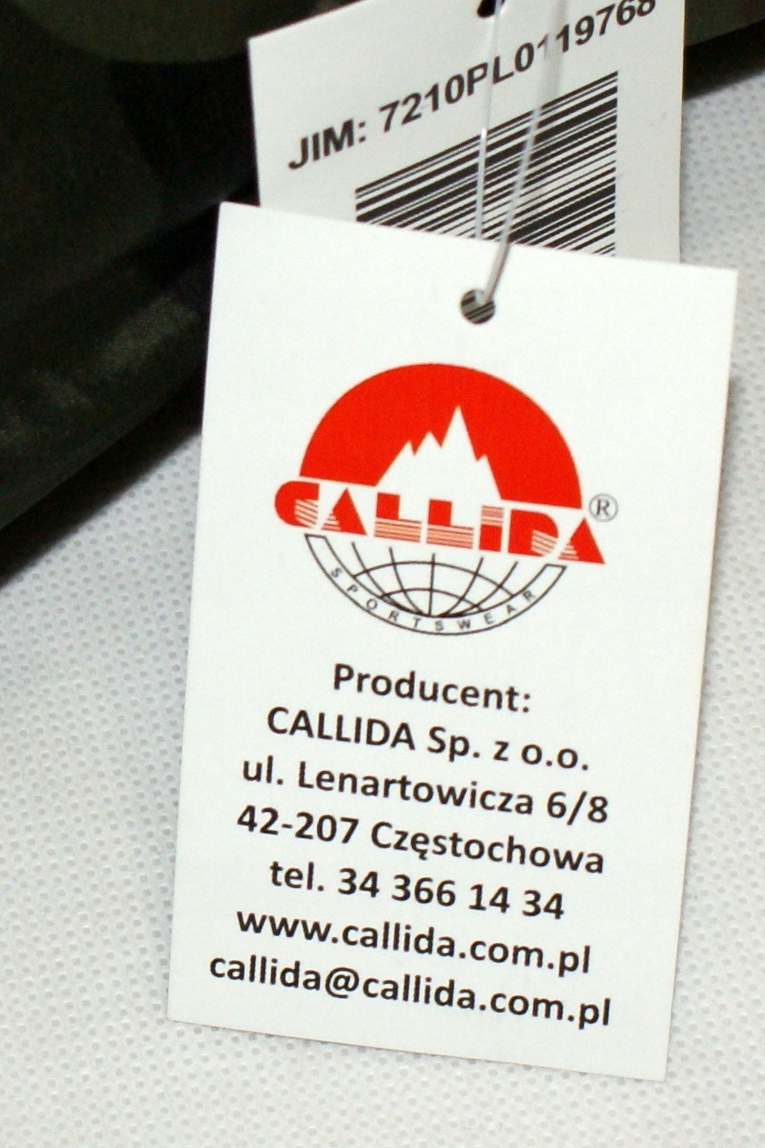 JIM: 7210PL0119768
CALLIDA®
SPORTSWEAR
Producent:
CALLIDA Sp. z o.o.
ul. Lenartowicza 6/8
42-207 Częstochowa
tel. 34 366 14 34
www.callida.com.pl
callida@callida.com.pl